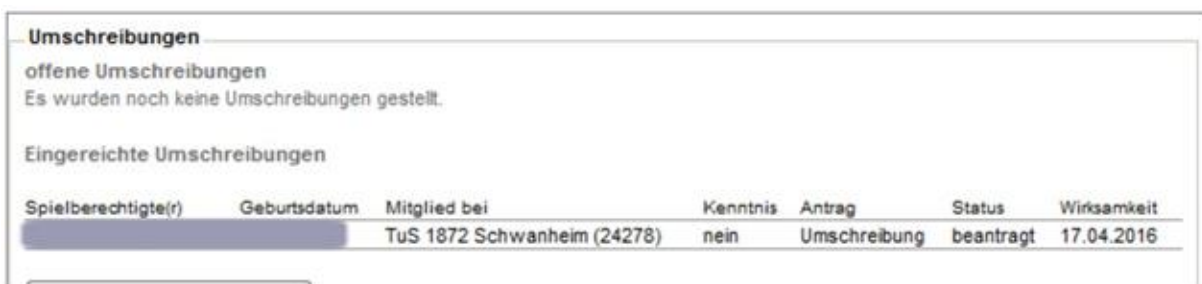 Umschreibungen
offene Umschreibungen
Es wurden noch keine Umschreibungen gestellt.
Eingereichte Umschreibungen
Spielberechtigte(r) Geburtsdatum Mitglied bei Kenntnis Antrag Status Wirksamkeit
TuS 1872 Schwanheim (24278) nein Umschreibung beantragt 17.04.2016